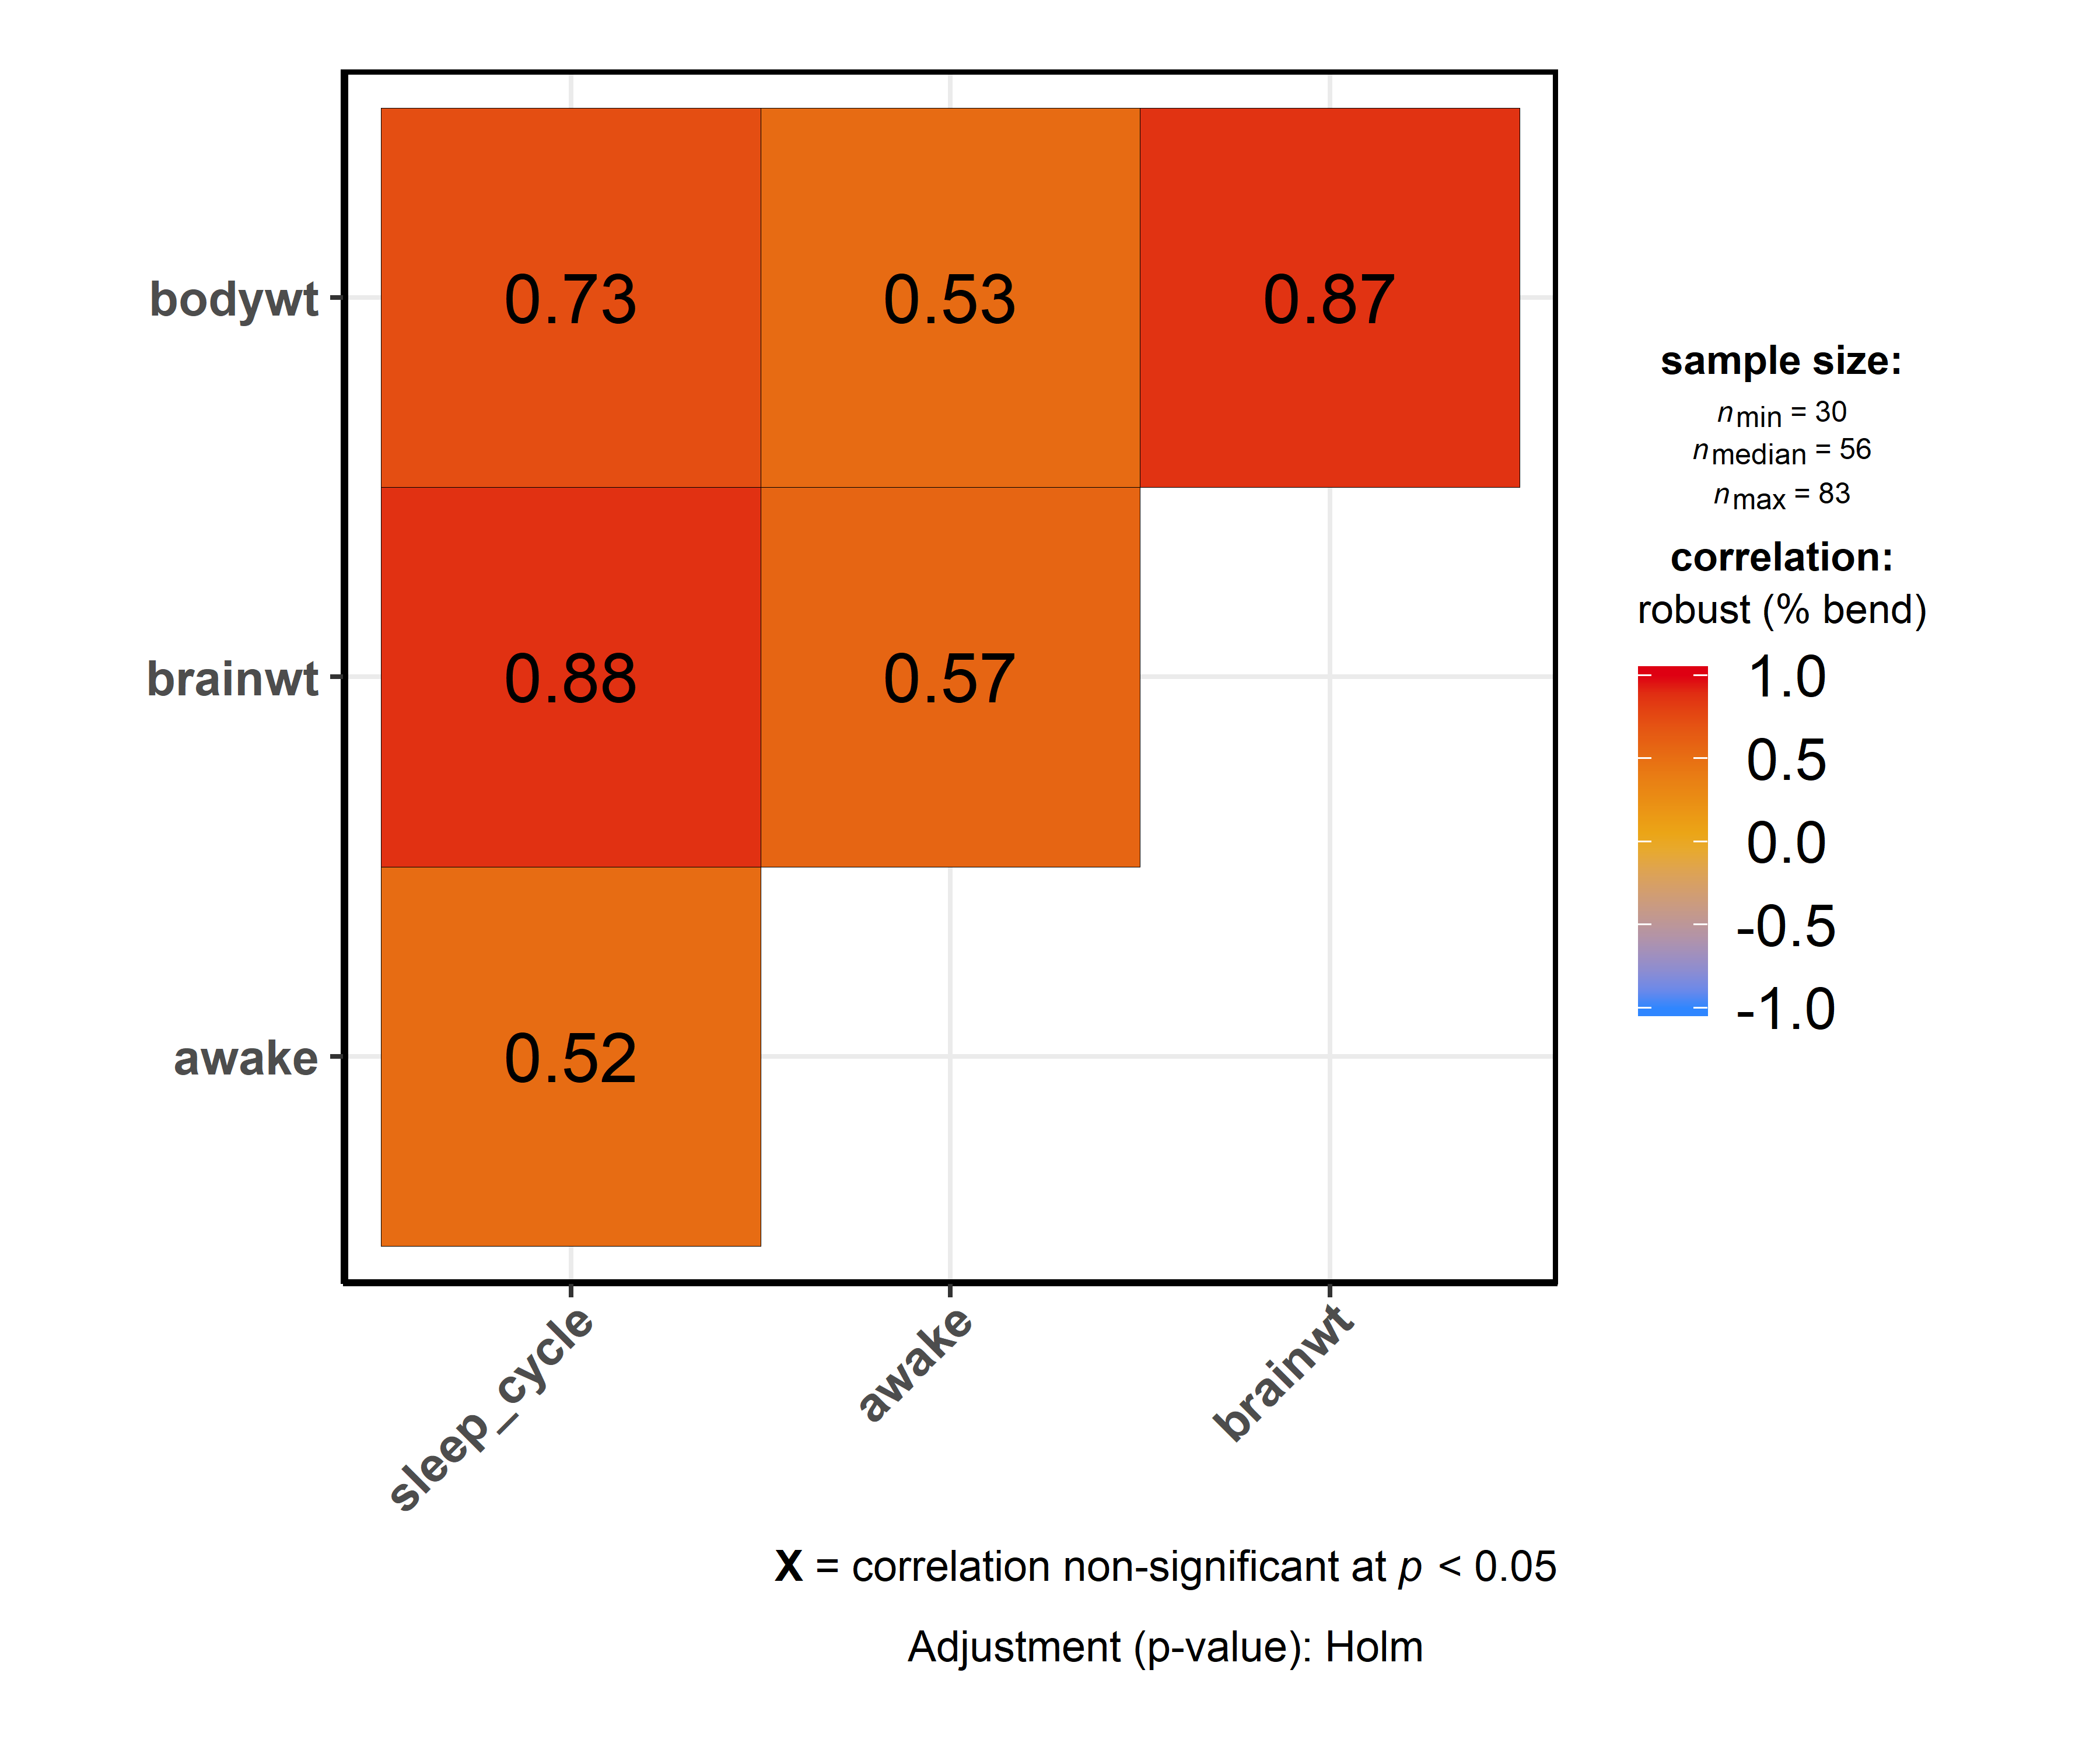 bodywt
0.73 0.53 0.87
brainwt
0.88 0.57
awake
0.52
sleep_cycle
awake
brainwt
sample size:
nmin = 30
nmedian = 56
nmax = 83
correlation:
robust (% bend)
1.0
0.5
0.0
-0.5
-1.0
X = correlation non-significant at p < 0.05
Adjustment (p-value): Holm